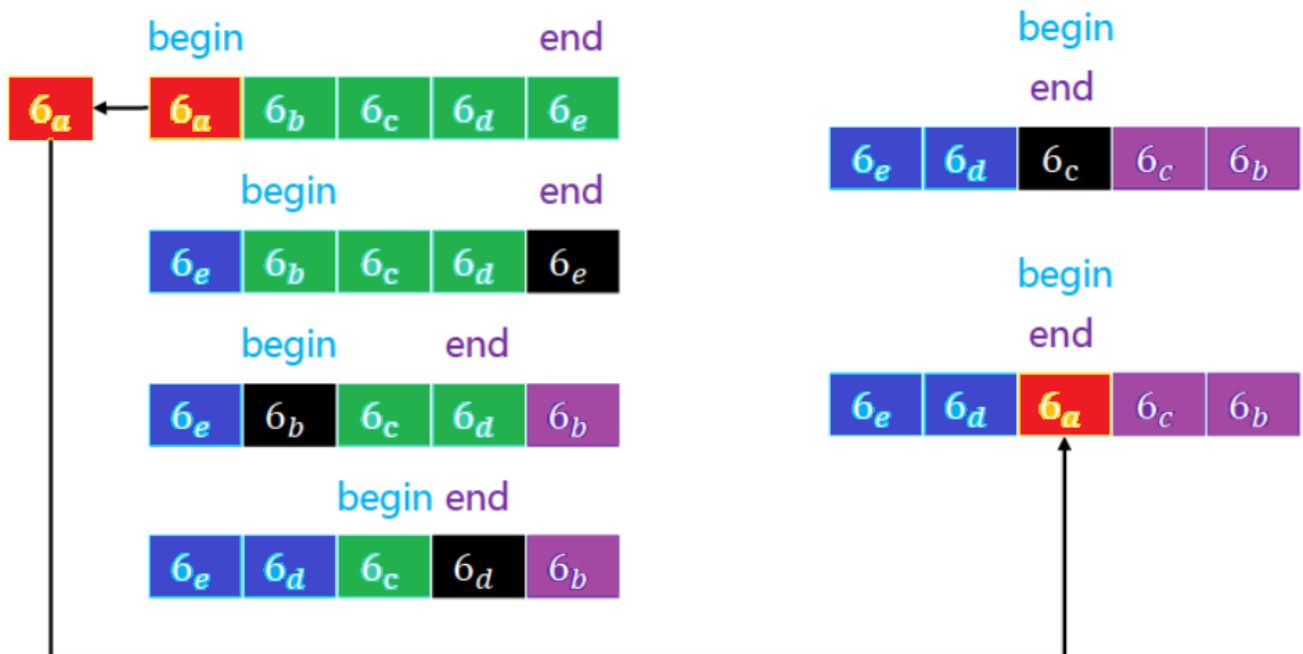 begin end
6a 6a 6b 6c 6d 6e
begin end
6e 6b 6c 6d 6e
begin end
6e 6b 6c 6d 6b
begin end
6e 6d 6c 6d 6b
begin
end
6e 6d 6c 6c 6b
begin
end
6e 6d 6a 6c 6b